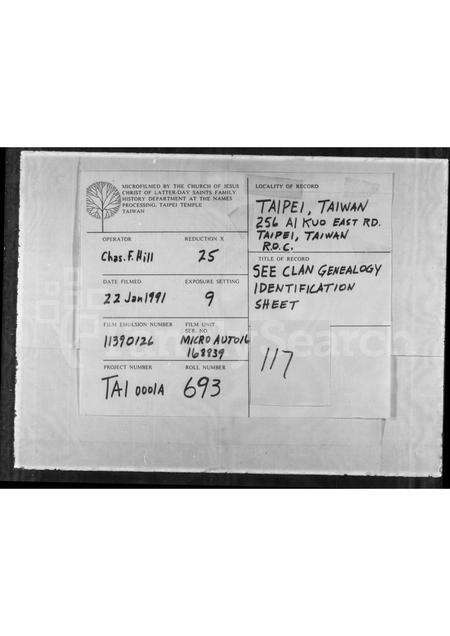 MICROFILMED BY THE CHURCH OF JESUS
CHRIST OF LATTER-DAY SAINTS FAMILY
HISTORY DEPARTMENT AT THE NAMES
PROCESSING, TAIPEI TEMPLE
TAIWAN
OPERATOR
REDUCTION X
Chas. F. Hill
25
DATE FILMED
EXPOSURE SETTING
22 Jan 1991
9
FILM EMULSION NUMBER
FILM UNIT
SER. NO.
11390126
MICRO AUTO16
168839
PROJECT NUMBER
ROLL NUMBER
TAI 0001A
693
LOCALITY OF RECORD
TAIPEI, TAIWAN
256 AI KUO EAST RD.
TAIPEI, TAIWAN
R.O.C.
TITLE OF RECORD
SEE CLAN GENEALOGY
IDENTIFICATION
SHEET
117